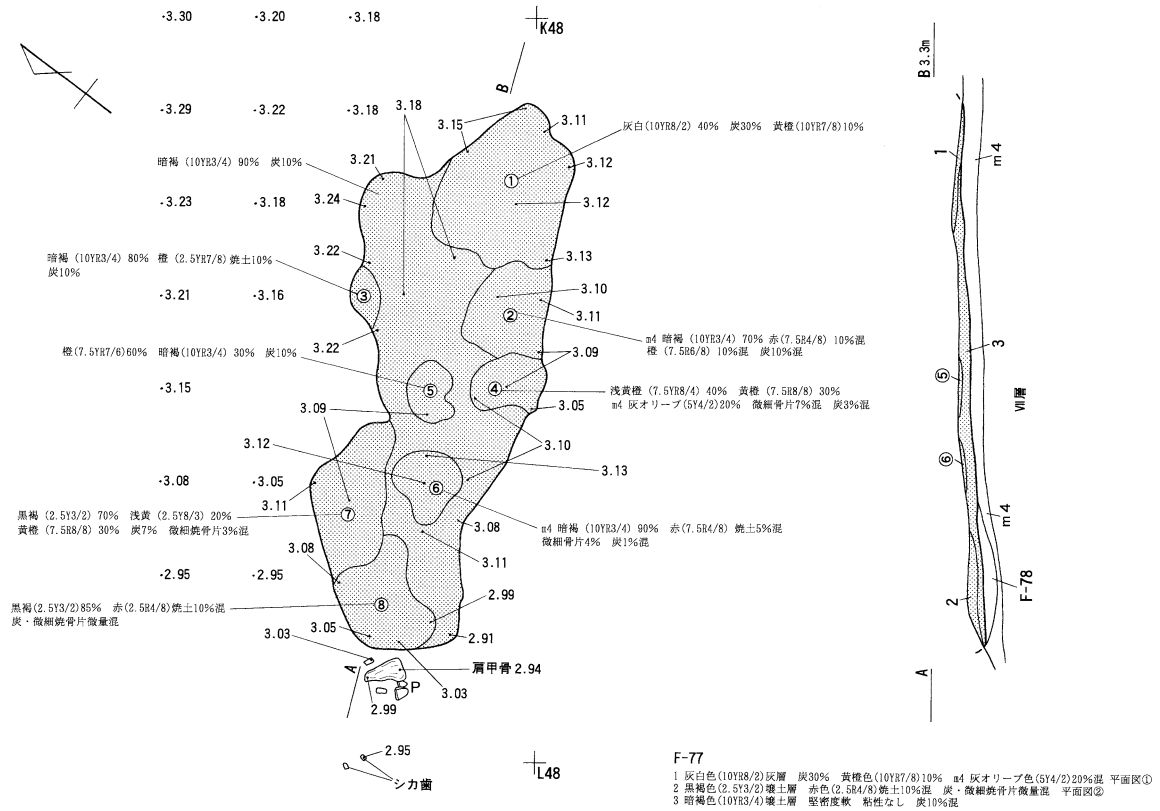 ·3.30 ·3.20 ·3.18
K48
B
·3.29 ·3.22 ·3.18
3.18
3.15
3.11
灰白(10YR8/2) 40% 炭30% 黄橙(10YR7/8)10%
暗褐 (10YR3/4) 90% 炭10%
3.21
①
3.12
·3.23 ·3.18
3.24
3.12
3.22
暗褐 (10YR3/4) 80% 橙 (2.5YR7/8)焼土10%
炭10%
3.13
·3.21 ·3.16
③
3.10
②
3.11
m4 暗褐 (10YR3/4) 70% 赤(7.5R4/8) 10%混
橙 (7.5R6/8) 10%混 炭10%混
3.22
橙(7.5YR7/6)60% 暗褐(10YR3/4) 30% 炭10%
3.09
·3.15
⑤
④
浅黄橙 (7.5YR8/4) 40% 黄橙 (7.5R8/8) 30%
m4 灰オリーブ(5Y4/2)20% 微細骨片7%混 炭3%混
3.05
3.09
3.12
3.10
3.13
·3.08 ·3.05
3.11
⑥
⑦
黒褐 (2.5Y3/2) 70% 浅黄 (2.5Y8/3) 20%
黄橙 (7.5R8/8) 30% 炭7% 微細焼骨片3%混
3.08
m4 暗褐 (10YR3/4) 90% 赤(7.5R4/8) 焼土5%混
微細骨片4% 炭1%混
3.08
3.11
·2.95 ·2.95
2.99
⑧
黒褐(2.5Y3/2)85% 赤(2.5R4/8)焼土10%混
炭・微細焼骨片微量混
3.03
3.05
2.91
A
肩甲骨 2.94
P
3.03
2.99
2.95
シカ歯
L48
B 3.3m
1
m4
3
⑤
Ⅶ層
⑥
m4
F-78
2
A
F-77
1 灰白色(10YR8/2)灰層 炭30% 黄橙色(10YR7/8)10% m4 灰オリーブ色(5Y4/2)20%混 平面図①
2 黒褐色(2.5Y3/2)壌土層 赤色(2.5R4/8)焼土10%混 炭・微細焼骨片微量混 平面図②
3 暗褐色(10YR3/4)壌土層 堅密度軟 粘性なし 炭10%混